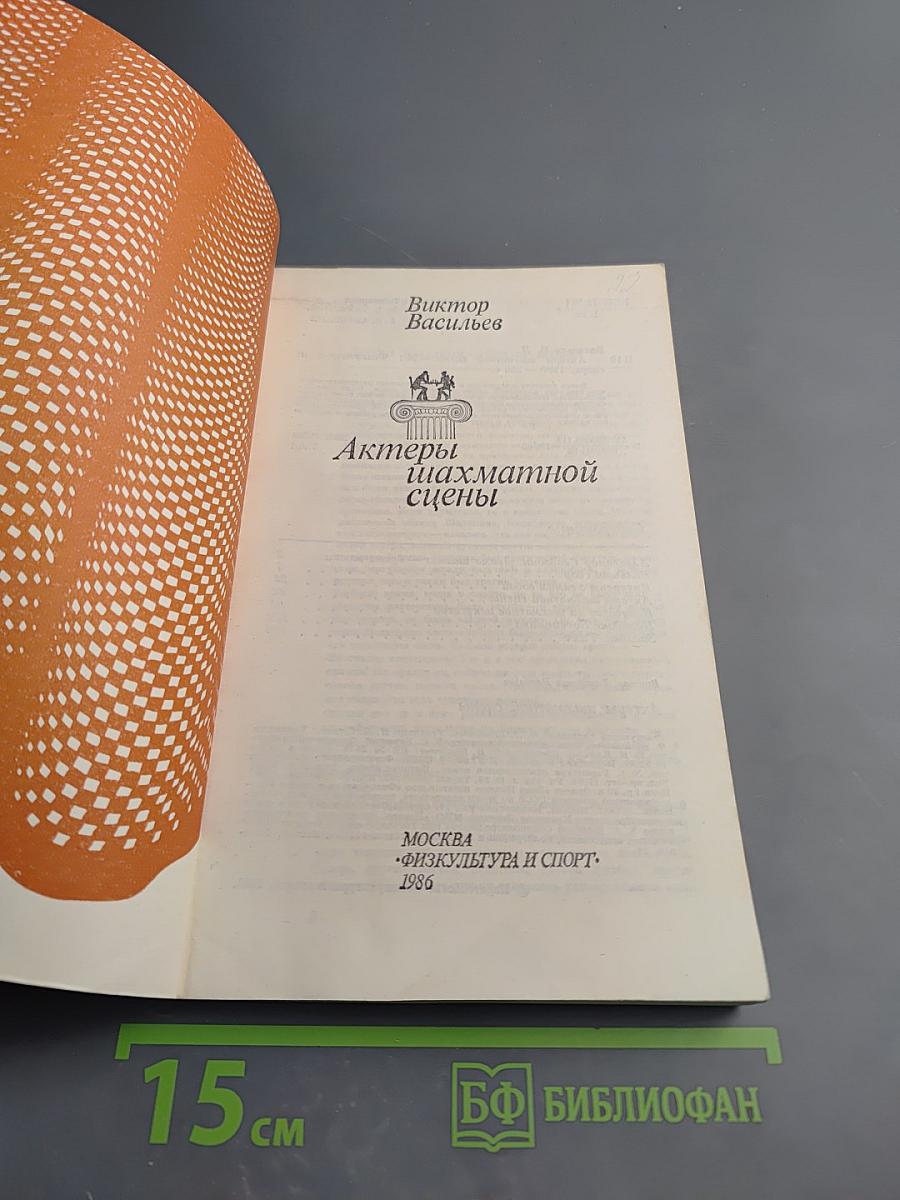 Виктор
Васильев
Актеры
шахматной
сцены
МОСКВА
«ФИЗКУЛЬТУРА И СПОРТ»
1986
15 см
БФ БИБЛИОФАН